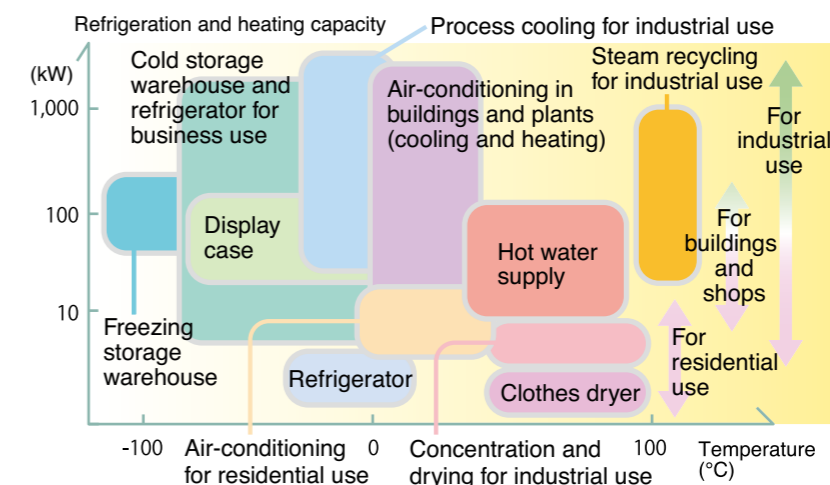 Refrigeration and heating capacity
Process cooling for industrial use
(kW)
Cold storage
warehouse and
refrigerator for
business use
Steam recycling
for industrial use
1,000
Air-conditioning in
buildings and plants
(cooling and heating)
For
industrial
use
100
Display
case
Hot water
supply
For
buildings
and
shops
10
Freezing
storage
warehouse
For
residential
use
Refrigerator
Clothes dryer
-100
0
100
Temperature
(°C)
Air-conditioning
for residential use
Concentration and
drying for industrial use